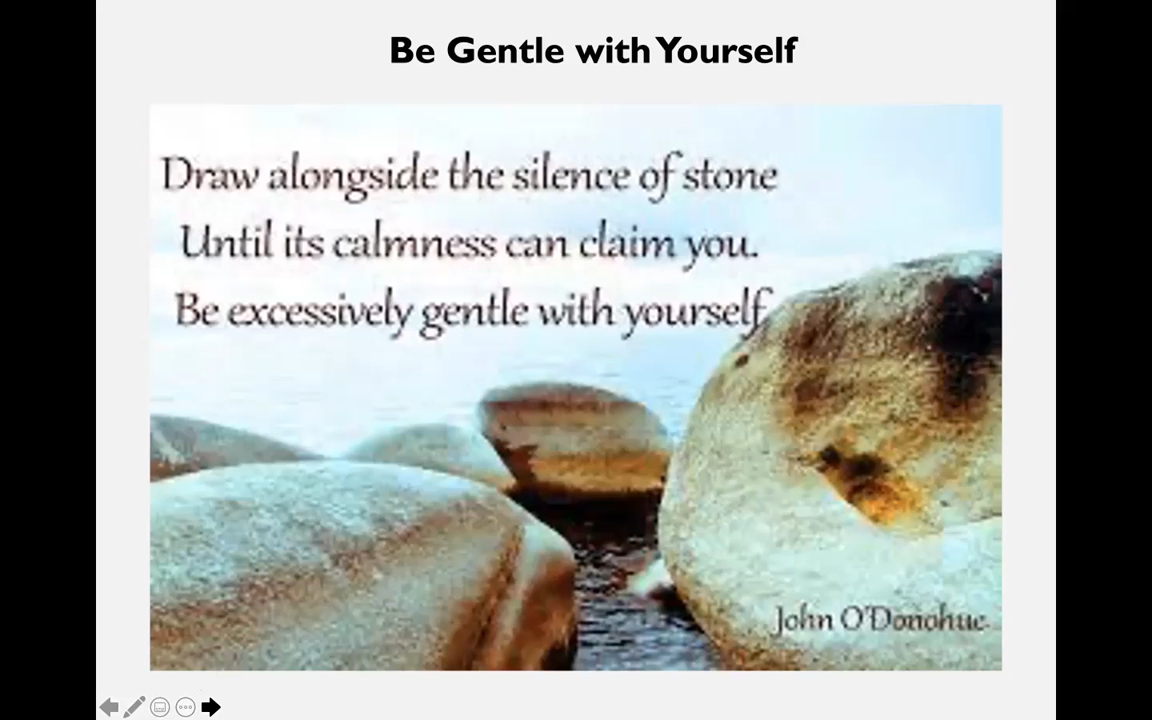 Be Gentle with Yourself
Draw alongside the silence of stone
Until its calmness can claim you.
Be excessively gentle with yourself
John O'Donohue